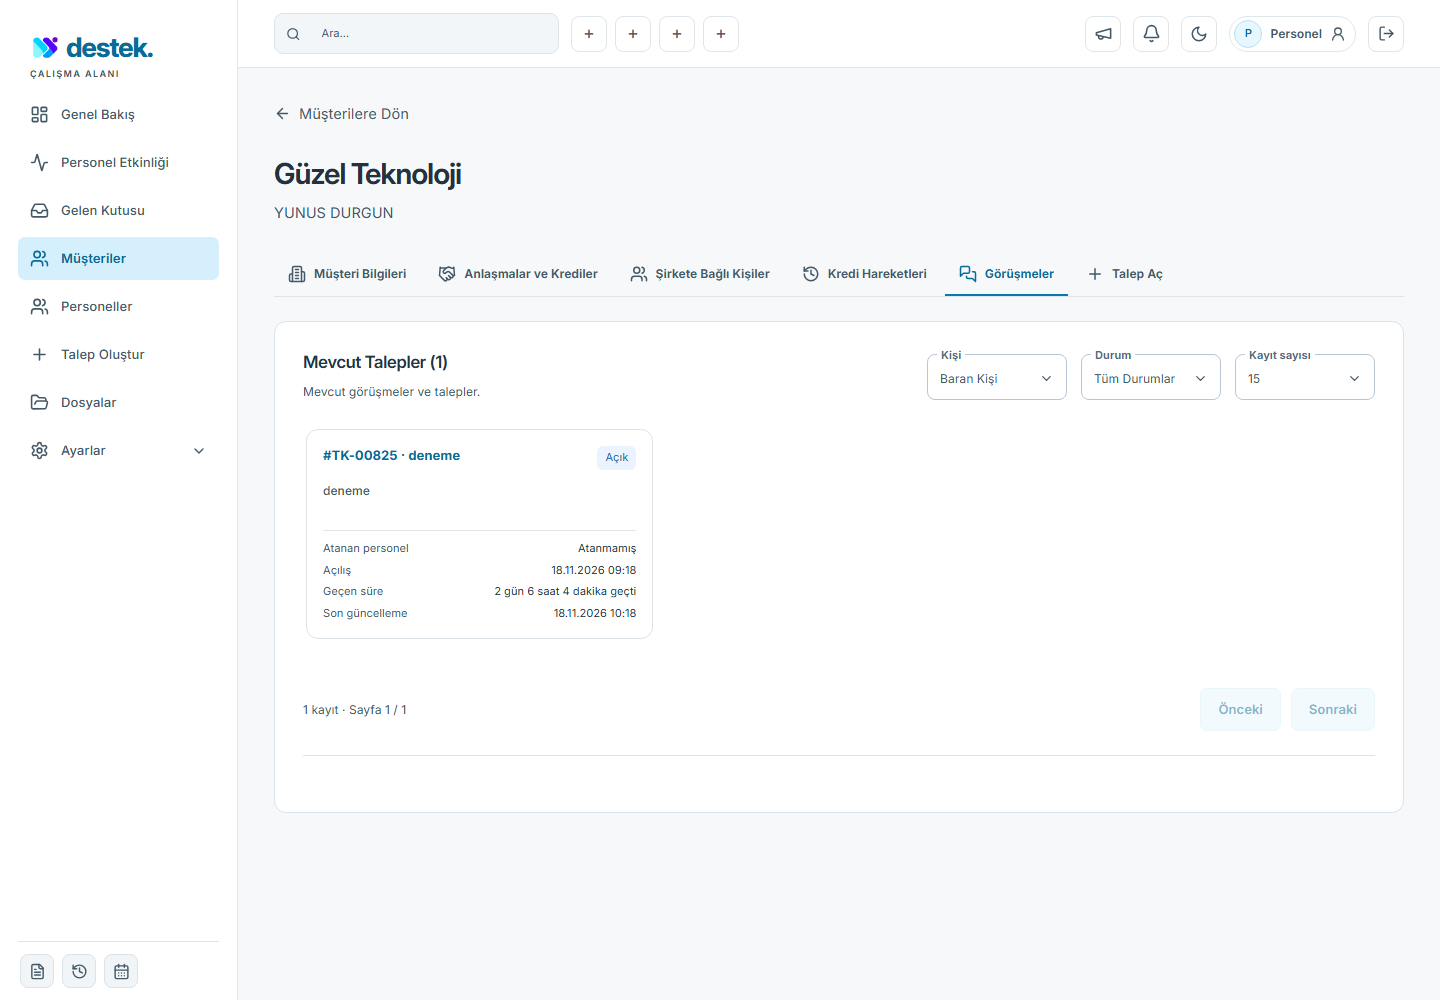 destek.
ÇALIŞMA ALANI
Genel Bakış
Personel Etkinliği
Gelen Kutusu
Müşteriler
Personeller
Talep Oluştur
Dosyalar
Ayarlar
Ara...
P Personel
Müşterilere Dön
Güzel Teknoloji
YUNUS DURGUN
Müşteri Bilgileri Anlaşmalar ve Krediler Şirkete Bağlı Kişiler Kredi Hareketleri Görüşmeler Talep Aç
Mevcut Talepler (1)
Mevcut görüşmeler ve talepler.
Kişi Durum Kayıt sayısı
Baran Kişi Tüm Durumlar 15
#TK-00825 · deneme Açık
deneme
Atanan personel Atanmamış
Açılış 18.11.2026 09:18
Geçen süre 2 gün 6 saat 4 dakika geçti
Son güncelleme 18.11.2026 10:18
1 kayıt · Sayfa 1 / 1 Önceki Sonraki